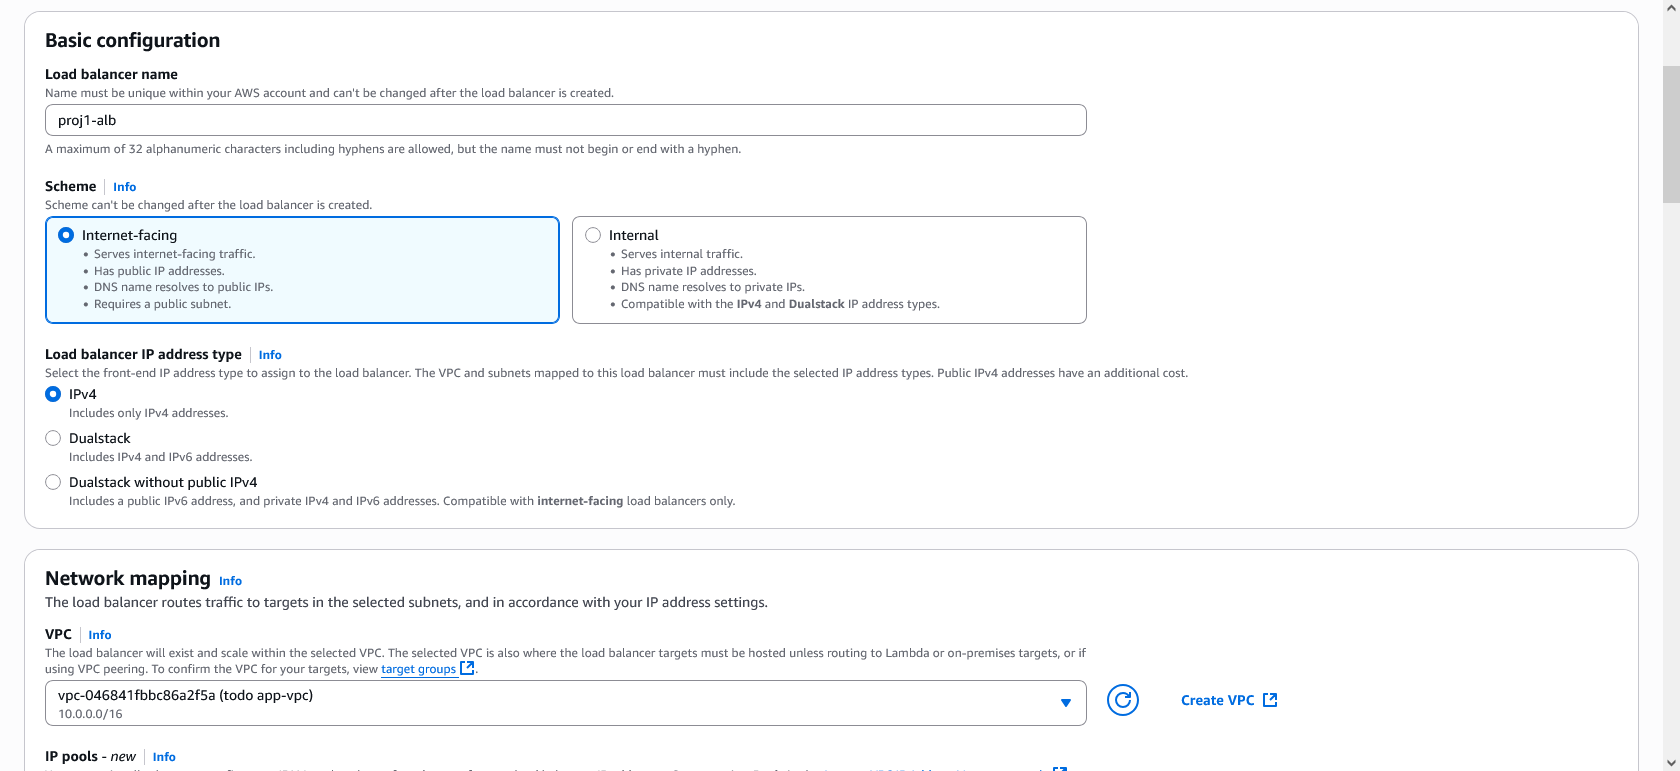 Basic configuration
Load balancer name
Name must be unique within your AWS account and can't be changed after the load balancer is created.
proj1-alb
A maximum of 32 alphanumeric characters including hyphens are allowed, but the name must not begin or end with a hyphen.
Scheme Info
Scheme can't be changed after the load balancer is created.
Internet-facing
• Serves internet-facing traffic.
• Has public IP addresses.
• DNS name resolves to public IPs.
• Requires a public subnet.
Internal
• Serves internal traffic.
• Has private IP addresses.
• DNS name resolves to private IPs.
• Compatible with the IPv4 and Dualstack IP address types.
Load balancer IP address type Info
Select the front-end IP address type to assign to the load balancer. The VPC and subnets mapped to this load balancer must include the selected IP address types. Public IPv4 addresses have an additional cost.
IPv4
Includes only IPv4 addresses.
Dualstack
Includes IPv4 and IPv6 addresses.
Dualstack without public IPv4
Includes a public IPv6 address, and private IPv4 and IPv6 addresses. Compatible with internet-facing load balancers only.
Network mapping Info
The load balancer routes traffic to targets in the selected subnets, and in accordance with your IP address settings.
VPC Info
The load balancer will exist and scale within the selected VPC. The selected VPC is also where the load balancer targets must be hosted unless routing to Lambda or on-premises targets, or if
using VPC peering. To confirm the VPC for your targets, view target groups.
vpc-046841fbbc86a2f5a (todo app-vpc)
10.0.0.0/16
Create VPC
IP pools - new Info